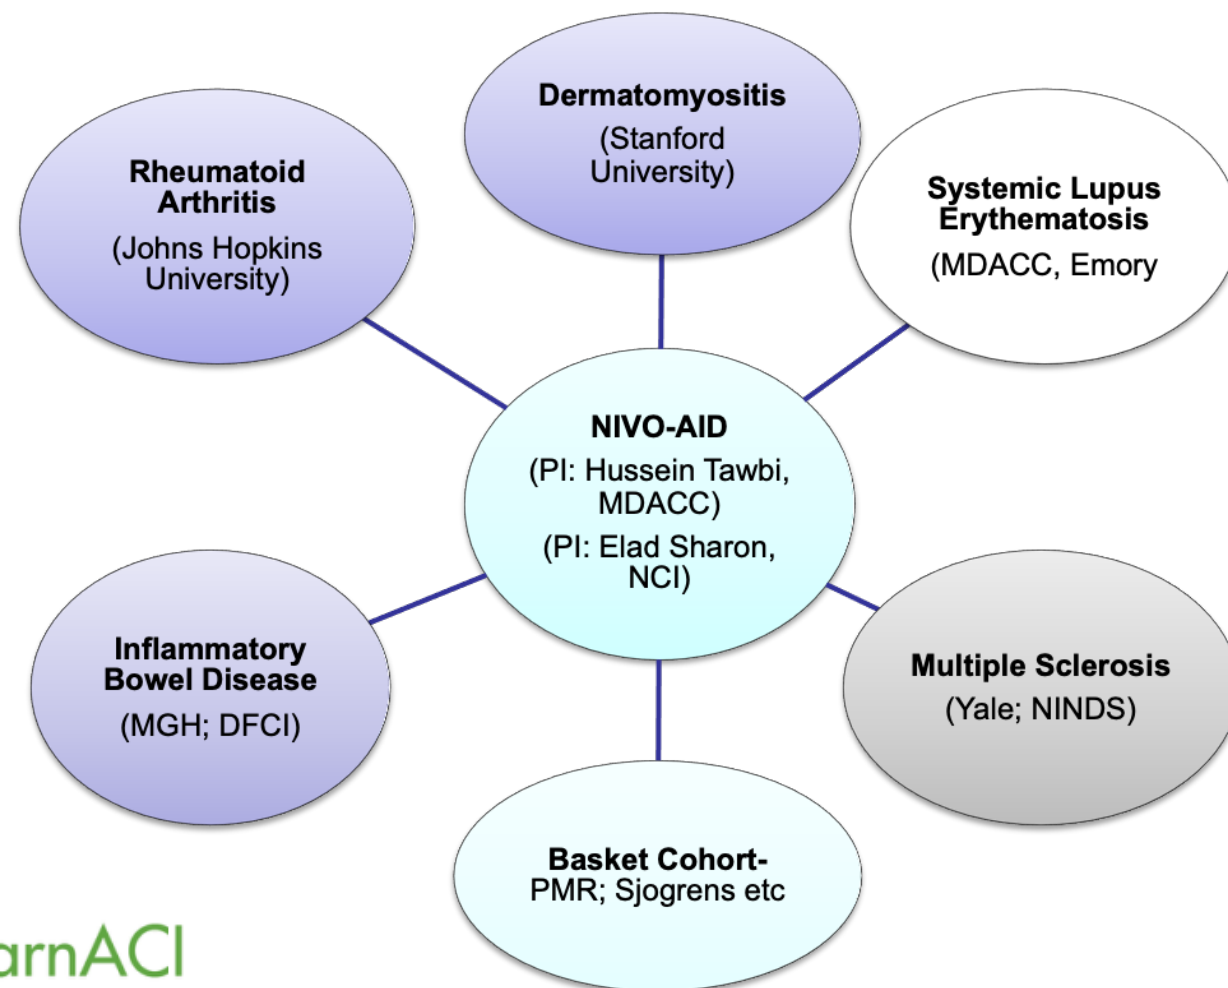 Dermatomyositis
(Stanford
University)
Rheumatoid
Arthritis
(Johns Hopkins
University)
Systemic Lupus
Erythematosis
(MDACC, Emory
NIVO-AID
(PI: Hussein Tawbi,
MDACC)
(PI: Elad Sharon,
NCI)
Inflammatory
Bowel Disease
(MGH; DFCI)
Multiple Sclerosis
(Yale; NINDS)
Basket Cohort-
PMR; Sjogrens etc
arnACI